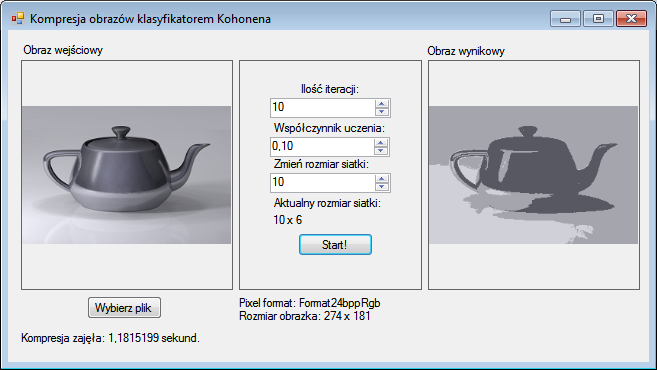 Kompresja obrazów klasyfikatorem Kohonena
Obraz wejściowy
Obraz wynikowy
Ilość iteracji:
10
Współczynnik uczenia:
0,10
Zmień rozmiar siatki:
10
Aktualny rozmiar siatki:
10 x 6
Start!
Wybierz plik
Pixel format: Format24bppRgb
Rozmiar obrazka: 274 x 181
Kompresja zajęła: 1,1815199 sekund.